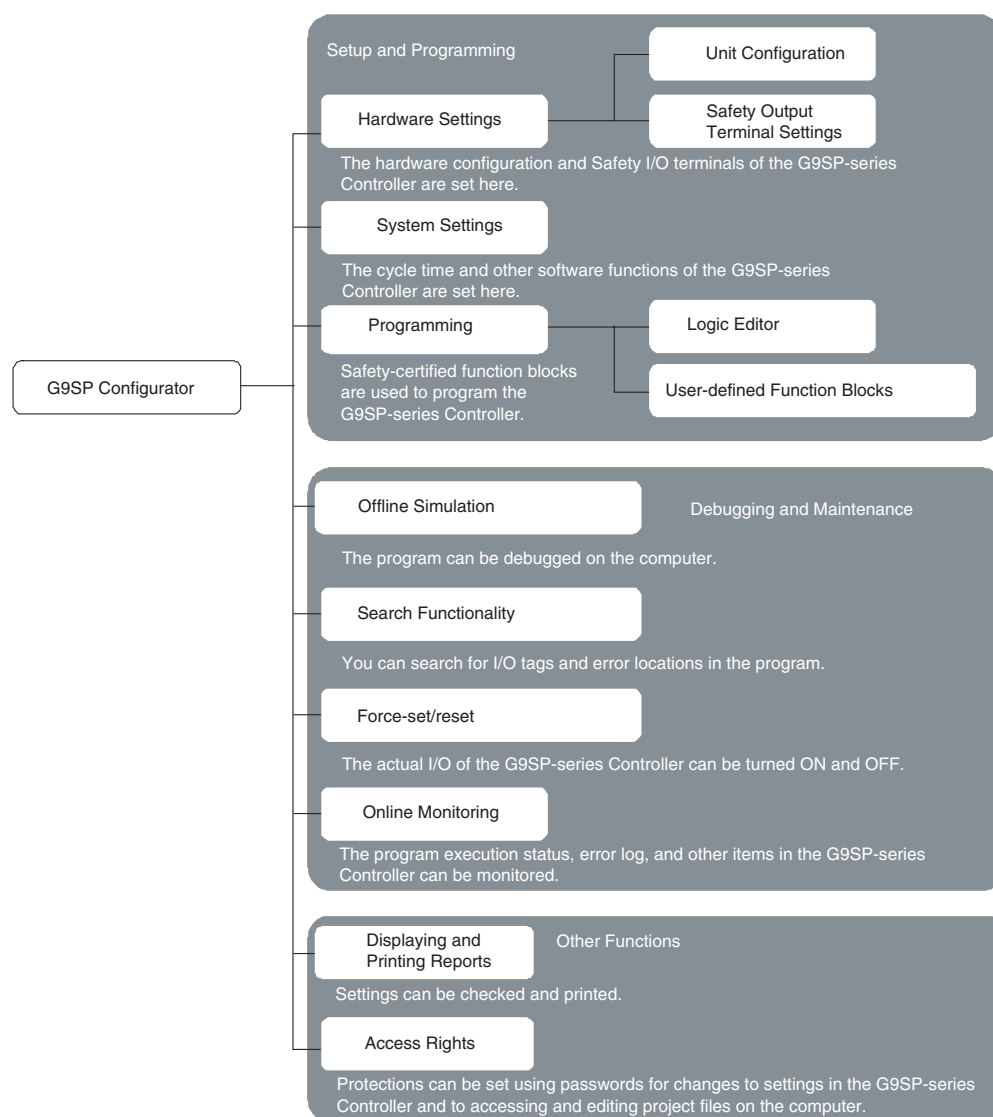 Setup and Programming
Unit Configuration
Hardware Settings
Safety Output
Terminal Settings
The hardware configuration and Safety I/O terminals of the G9SP-series
Controller are set here.
System Settings
The cycle time and other software functions of the G9SP-series
Controller are set here.
Programming
Logic Editor
G9SP Configurator
Safety-certified function blocks
are used to program the
G9SP-series Controller.
User-defined Function Blocks
Offline Simulation
Debugging and Maintenance
The program can be debugged on the computer.
Search Functionality
You can search for I/O tags and error locations in the program.
Force-set/reset
The actual I/O of the G9SP-series Controller can be turned ON and OFF.
Online Monitoring
The program execution status, error log, and other items in the G9SP-series
Controller can be monitored.
Displaying and
Printing Reports
Other Functions
Settings can be checked and printed.
Access Rights
Protections can be set using passwords for changes to settings in the G9SP-series
Controller and to accessing and editing project files on the computer.